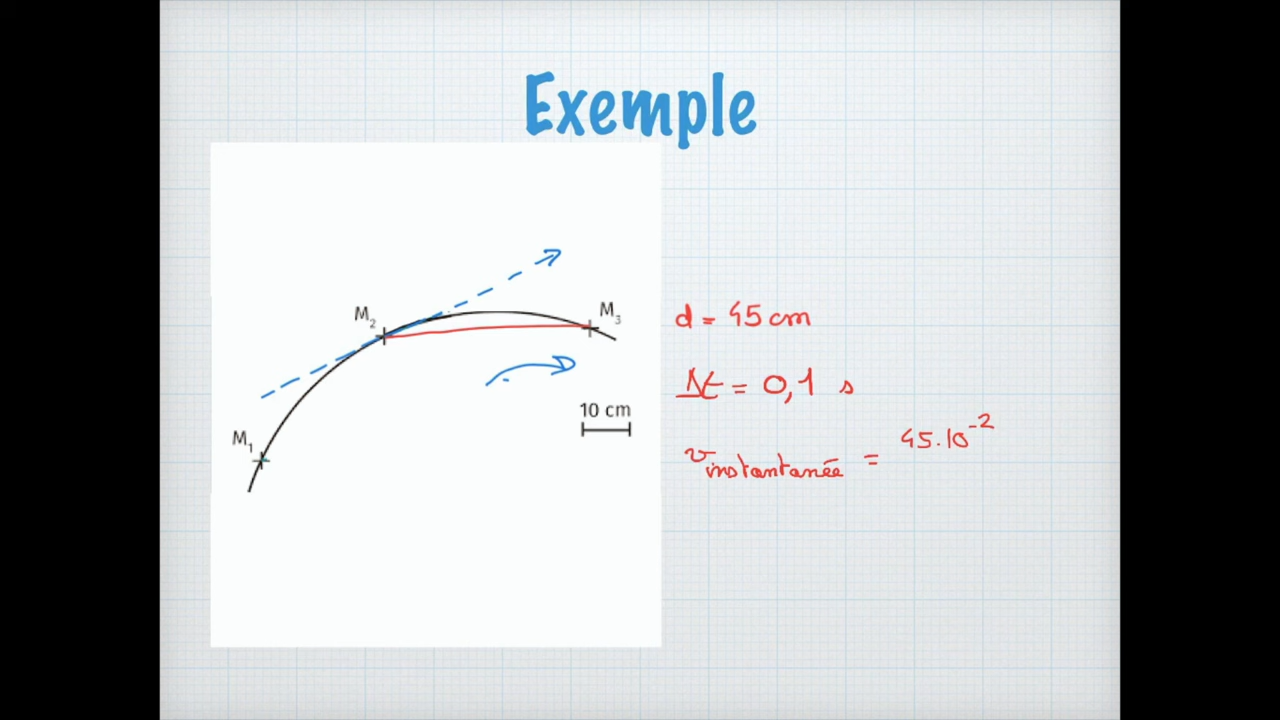 Exemple
M₂
M₃
M₁
10 cm
d = 45 cm
Δt = 0,1 s
v instantanée = 45.10⁻²